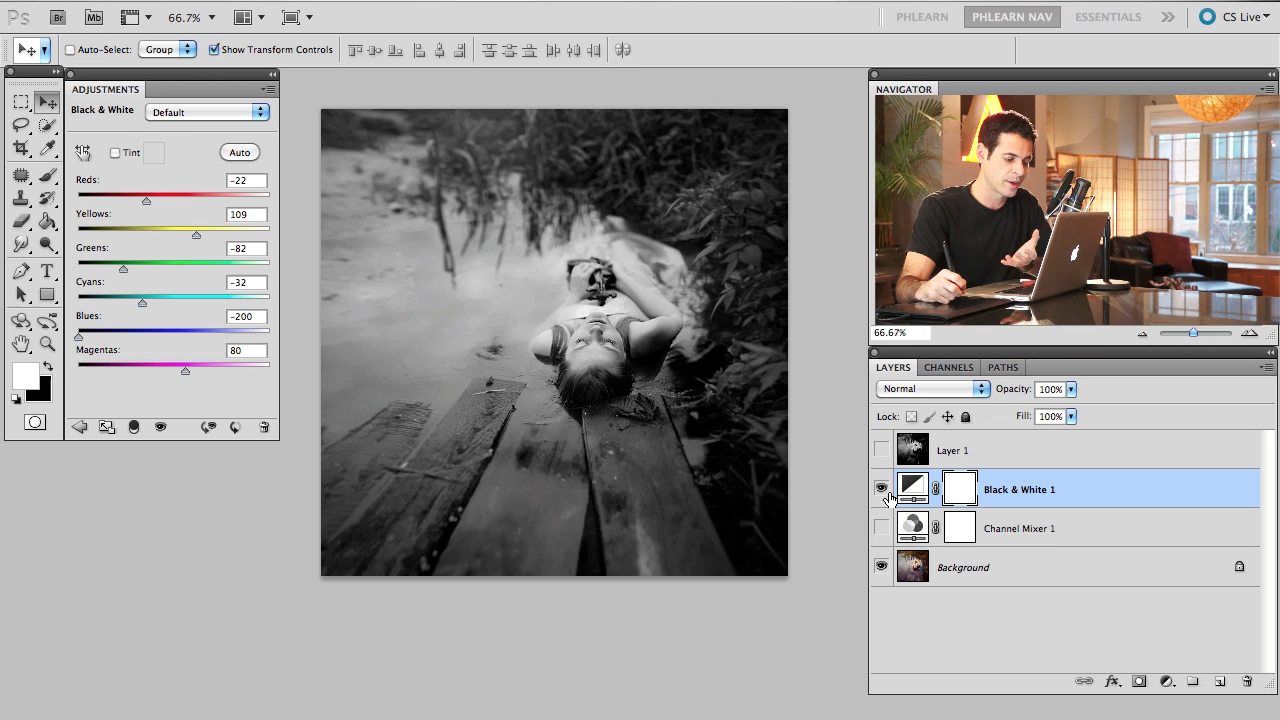 Ps Br Mb 66.7% PHLEARN PHLEARN NAV ESSENTIALS CS Live
Auto-Select: Group Show Transform Controls
ADJUSTMENTS
Black & White Default
Tint Auto
Reds: -22
Yellows: 109
Greens: -82
Cyans: -32
Blues: -200
Magentas: 80
T
NAVIGATOR
66.67%
LAYERS CHANNELS PATHS
Normal Opacity: 100%
Lock: Fill: 100%
Layer 1
Black & White 1
Channel Mixer 1
Background
fx